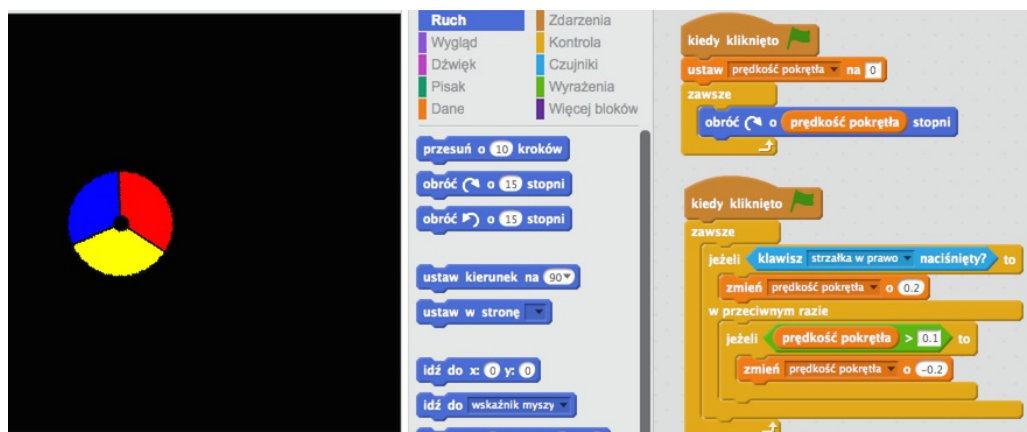 Ruch
Zdarzenia
Wygląd
Kontrola
Dźwięk
Czujniki
Pisak
Wyrażenia
Dane
Więcej bloków
przesuń o 10 kroków
obróć o 15 stopni
obróć o 15 stopni
ustaw kierunek na 90
ustaw w stronę
idź do x: 0 y: 0
idź do wskaźnik myszy
kiedy kliknięto
ustaw prędkość pokrętła na 0
zawsze
obróć o prędkość pokrętła stopni
kiedy kliknięto
zawsze
jeżeli klawisz strzałka w prawo naciśnięty? to
zmień prędkość pokrętła o 0.2
w przeciwnym razie
jeżeli prędkość pokrętła > 0.1 to
zmień prędkość pokrętła o -0.2